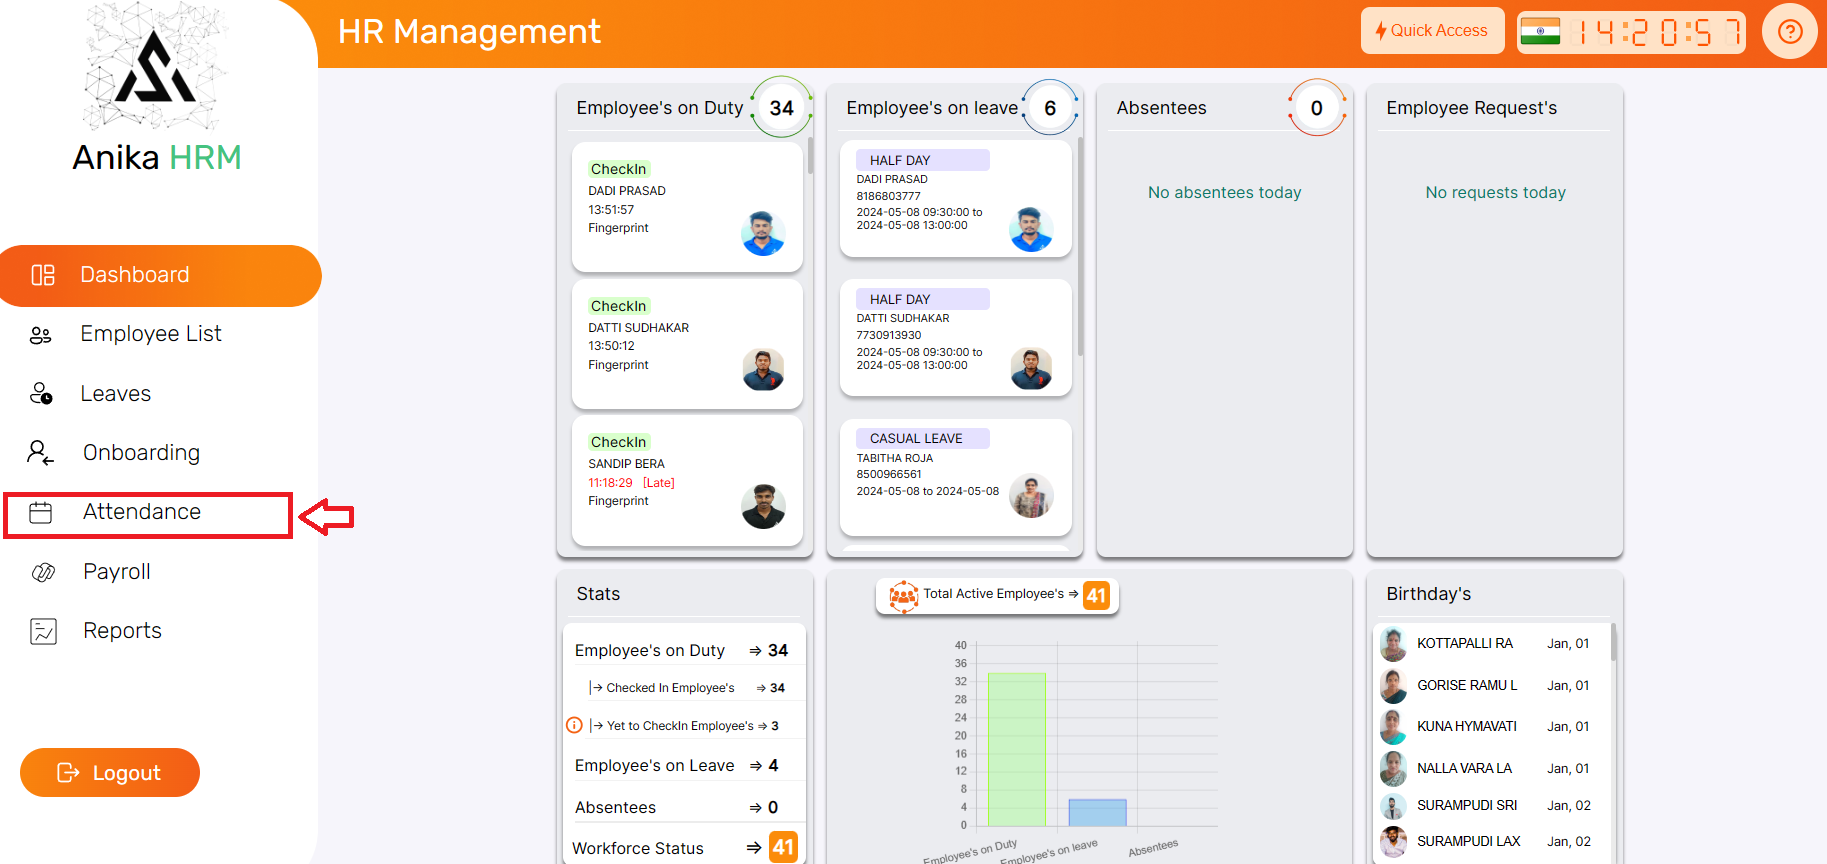 Anika HRM
Dashboard
Employee List
Leaves
Onboarding
Attendance
Payroll
Reports
Logout
HR Management
Quick Access
14:20:57
?
Employee's on Duty
34
CheckIn
DADI PRASAD
13:51:57
Fingerprint
CheckIn
DATTI SUDHAKAR
13:50:12
Fingerprint
CheckIn
SANDIP BERA
11:18:29 [Late]
Fingerprint
Employee's on leave
6
HALF DAY
DADI PRASAD
8186803777
2024-05-08 09:30:00 to
2024-05-08 13:00:00
HALF DAY
DATTI SUDHAKAR
7730913930
2024-05-08 09:30:00 to
2024-05-08 13:00:00
CASUAL LEAVE
TABITHA ROJA
8500966561
2024-05-08 to 2024-05-08
Absentees
0
No absentees today
Employee Request's
No requests today
Stats
Employee's on Duty ⇒ 34
|→ Checked In Employee's ⇒ 34
|→ Yet to CheckIn Employee's ⇒ 3
Employee's on Leave ⇒ 4
Absentees ⇒ 0
Workforce Status ⇒ 41
Total Active Employee's ⇒ 41
40
36
32
28
24
20
16
12
8
4
0
Employee's on Duty
Employee's on leave
Absentees
Birthday's
KOTTAPALLI RA Jan, 01
GORISE RAMU L Jan, 01
KUNA HYMAVATI Jan, 01
NALLA VARA LA Jan, 01
SURAMPUDI SRI Jan, 02
SURAMPUDI LAX Jan, 02